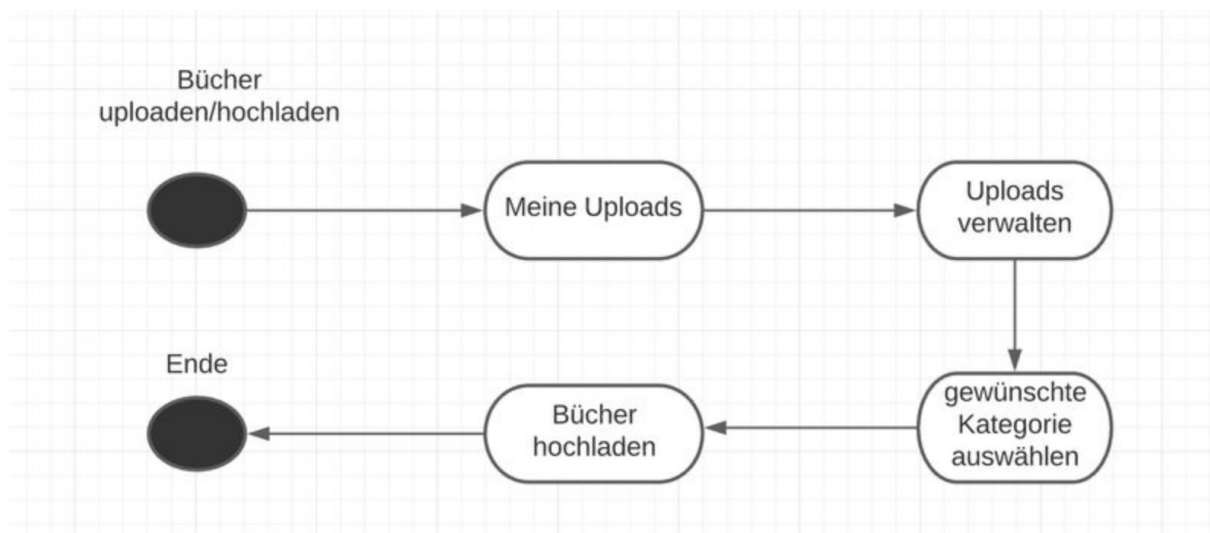 Bücher
uploaden/hochladen
Meine Uploads
Uploads
verwalten
Ende
Bücher
hochladen
gewünschte
Kategorie
auswählen